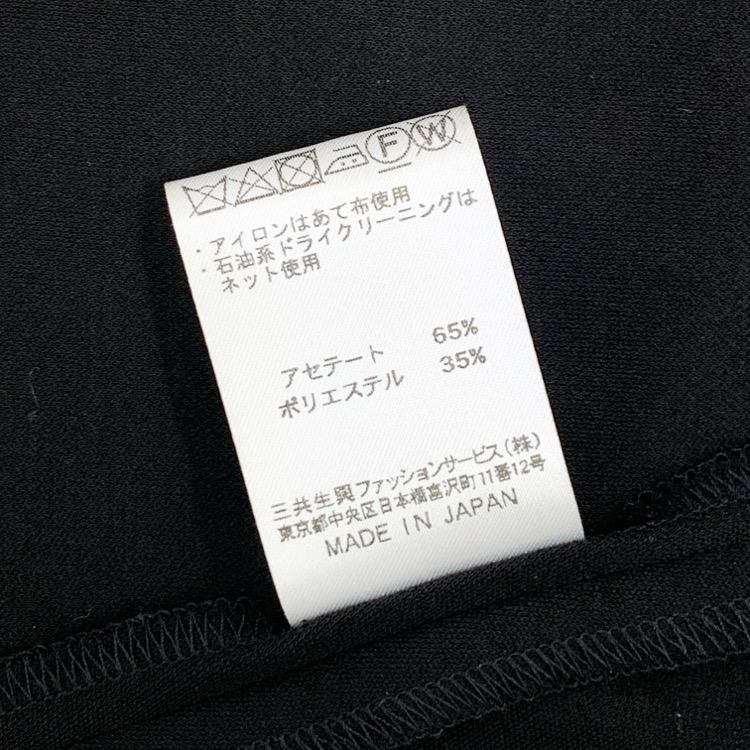 F W
・アイロンはあて布使用
・石油系ドライクリーニングは
ネット使用
アセテート 65%
ポリエステル 35%
三共生興ファッションサービス(株)
東京都中央区日本橋富沢町11番12号
MADE IN JAPAN